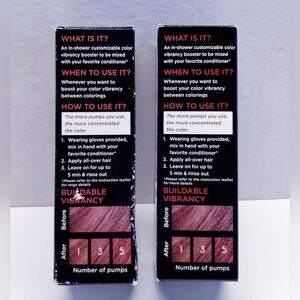 WHAT IS IT?
An in-shower customizable color
vibrancy booster to be mixed
with your favorite conditioner*
WHEN TO USE IT?
Whenever you want to
boost your color vibrancy
between colorings
HOW TO USE IT?
The more pumps you use,
the more concentrated
the color.
1. Wearing gloves provided,
mix in hand with your
favorite conditioner*
2. Apply all-over hair
3. Leave on for up to
5 min & rinse out
*Please refer to the instruction leaflet
for more details
BUILDABLE
VIBRANCY
Before
After
1 3 5
Number of pumps
WHAT IS IT?
An in-shower customizable color
vibrancy booster to be mixed
with your favorite conditioner*
WHEN TO USE IT?
Whenever you want to
boost your color vibrancy
between colorings
HOW TO USE IT?
The more pumps you use,
the more concentrated
the color.
1. Wearing gloves provided,
mix in hand with your
favorite conditioner*
2. Apply all-over hair
3. Leave on for up to
5 min & rinse out
*Please refer to the instruction leaflet
for more details
BUILDABLE
VIBRANCY
Before
After
1 3 5
Number of pumps